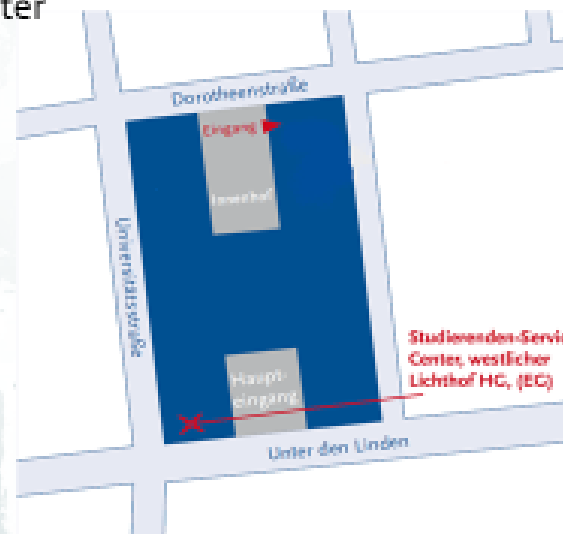 ter
Dorotheenstraße
Eingang
Innenhof
Universitätsstraße
Studierenden-Servic
Center, westlicher
Lichthof HG, (EG)
Haupt-
eingang
Unter den Linden